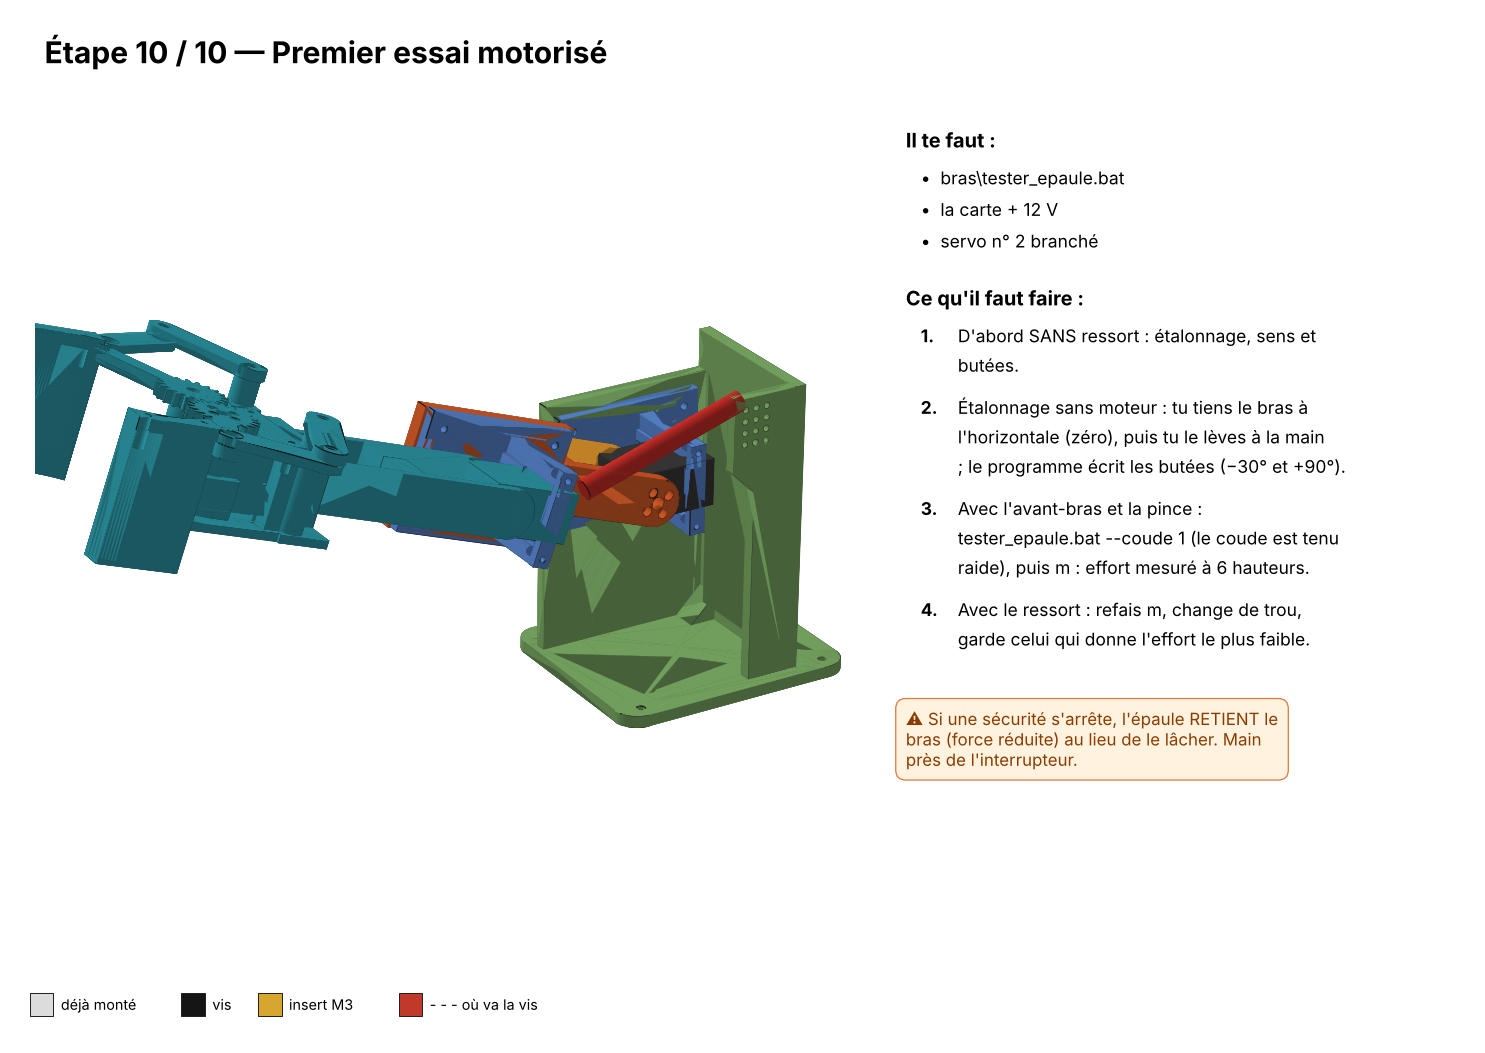 Étape 10 / 10 — Premier essai motorisé
Il te faut :
• bras\tester_epaule.bat
• la carte + 12 V
• servo n° 2 branché
Ce qu'il faut faire :
1. D'abord SANS ressort : étalonnage, sens et
butées.
2. Étalonnage sans moteur : tu tiens le bras à
l'horizontale (zéro), puis tu le lèves à la main
; le programme écrit les butées (−30° et +90°).
3. Avec l'avant-bras et la pince :
tester_epaule.bat --coude 1 (le coude est tenu
raide), puis m : effort mesuré à 6 hauteurs.
4. Avec le ressort : refais m, change de trou,
garde celui qui donne l'effort le plus faible.
⚠ Si une sécurité s'arrête, l'épaule RETIENT le
bras (force réduite) au lieu de le lâcher. Main
près de l'interrupteur.
déjà monté vis insert M3 - - - où va la vis